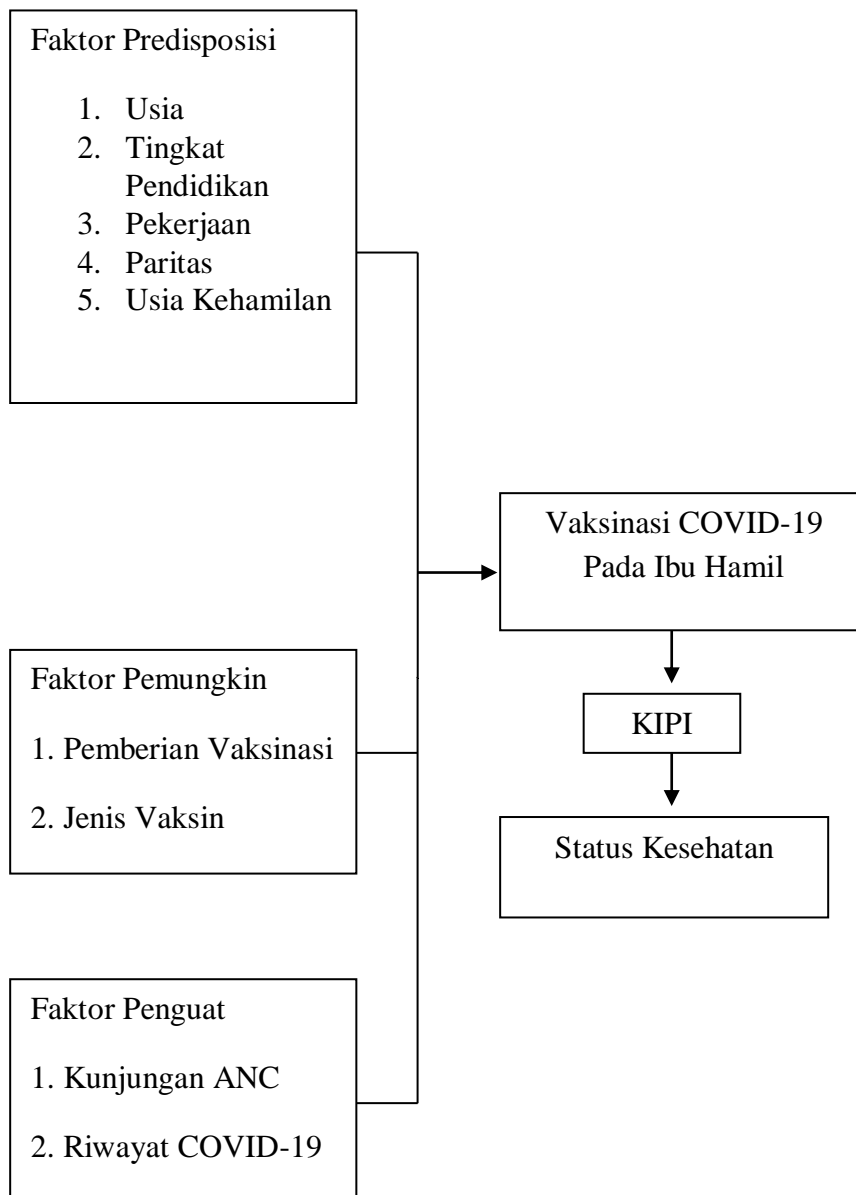 Faktor Predisposisi
1. Usia
2. Tingkat
Pendidikan
3. Pekerjaan
4. Paritas
5. Usia Kehamilan
Vaksinasi COVID-19
Pada Ibu Hamil
Faktor Pemungkin
1. Pemberian Vaksinasi
2. Jenis Vaksin
KIPI
Status Kesehatan
Faktor Penguat
1. Kunjungan ANC
2. Riwayat COVID-19